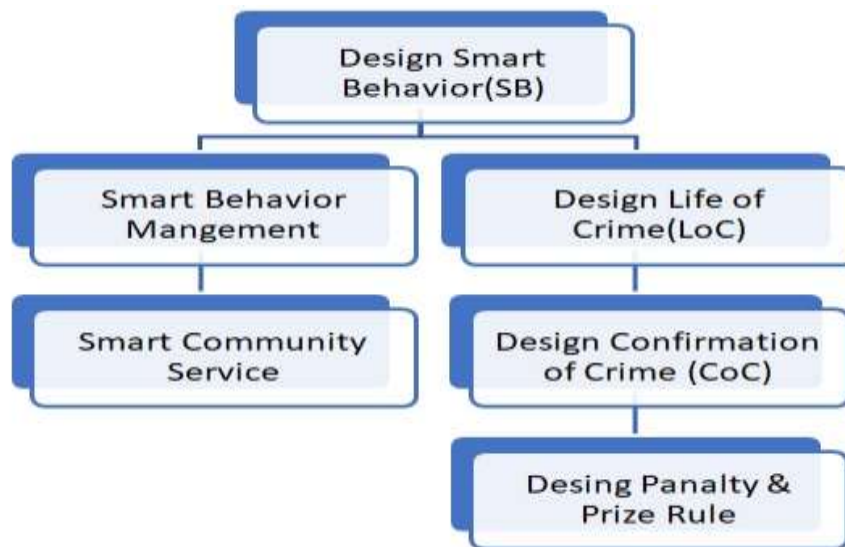 Design Smart
Behavior(SB)
Smart Behavior
Mangement
Design Life of
Crime(LoC)
Smart Community
Service
Design Confirmation
of Crime (CoC)
Desing Panalty &
Prize Rule